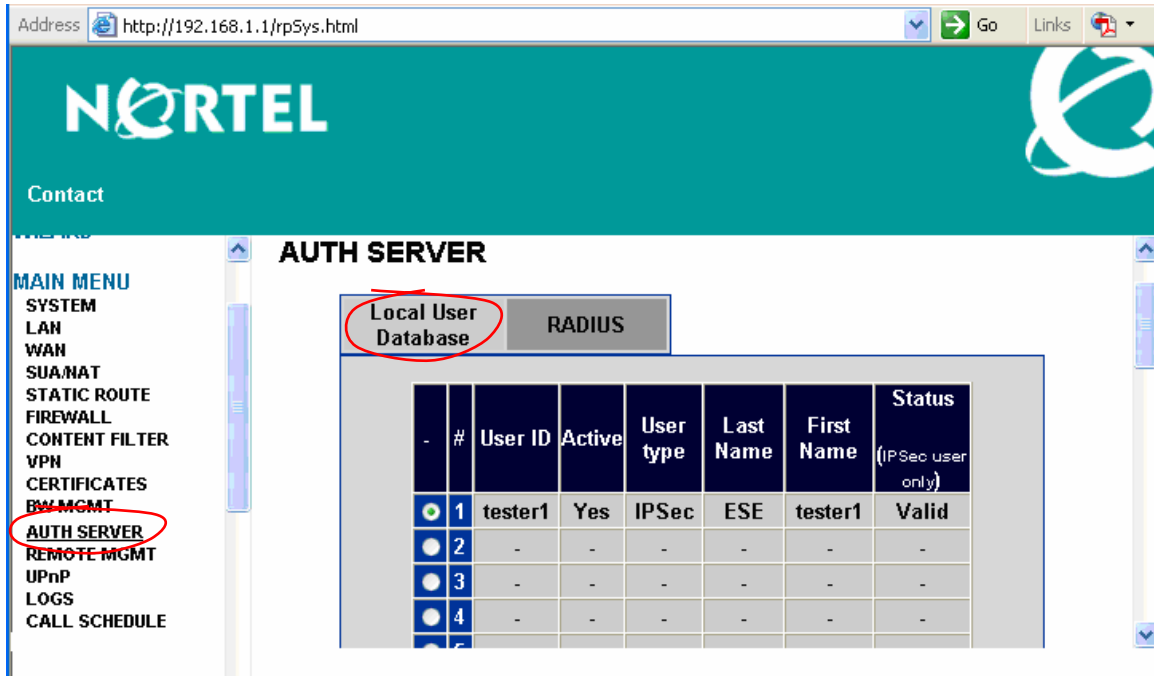 Address http://192.168.1.1/rpSys.html Go Links
NORTEL
Contact
MAIN MENU
SYSTEM
LAN
WAN
SUA/NAT
STATIC ROUTE
FIREWALL
CONTENT FILTER
VPN
CERTIFICATES
BW MGMT
AUTH SERVER
REMOTE MGMT
UPnP
LOGS
CALL SCHEDULE
AUTH SERVER
Local User Database RADIUS
- # User ID Active User type Last Name First Name Status (IPSec user only)
1 tester1 Yes IPSec ESE tester1 Valid
2 - - - - - -
3 - - - - - -
4 - - - - - -